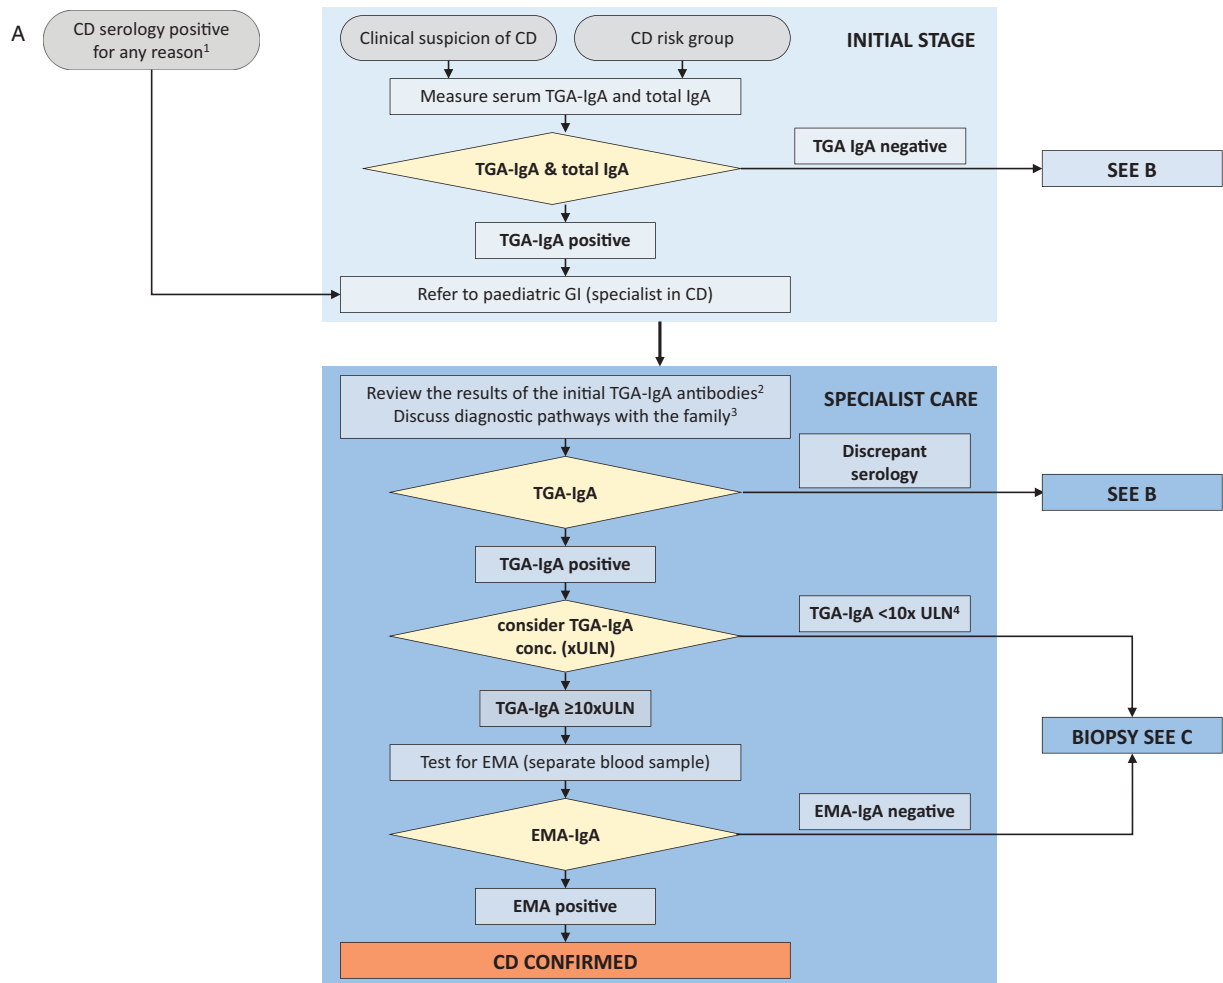 A
CD serology positive
for any reason¹
Clinical suspicion of CD
CD risk group
INITIAL STAGE
Measure serum TGA-IgA and total IgA
TGA-IgA & total IgA
TGA IgA negative
SEE B
TGA-IgA positive
Refer to paediatric GI (specialist in CD)
Review the results of the initial TGA-IgA antibodies²
Discuss diagnostic pathways with the family³
SPECIALIST CARE
TGA-IgA
Discrepant
serology
SEE B
TGA-IgA positive
consider TGA-IgA
conc. (xULN)
TGA-IgA <10x ULN⁴
TGA-IgA ≥10xULN
BIOPSY SEE C
Test for EMA (separate blood sample)
EMA-IgA
EMA-IgA negative
EMA positive
CD CONFIRMED